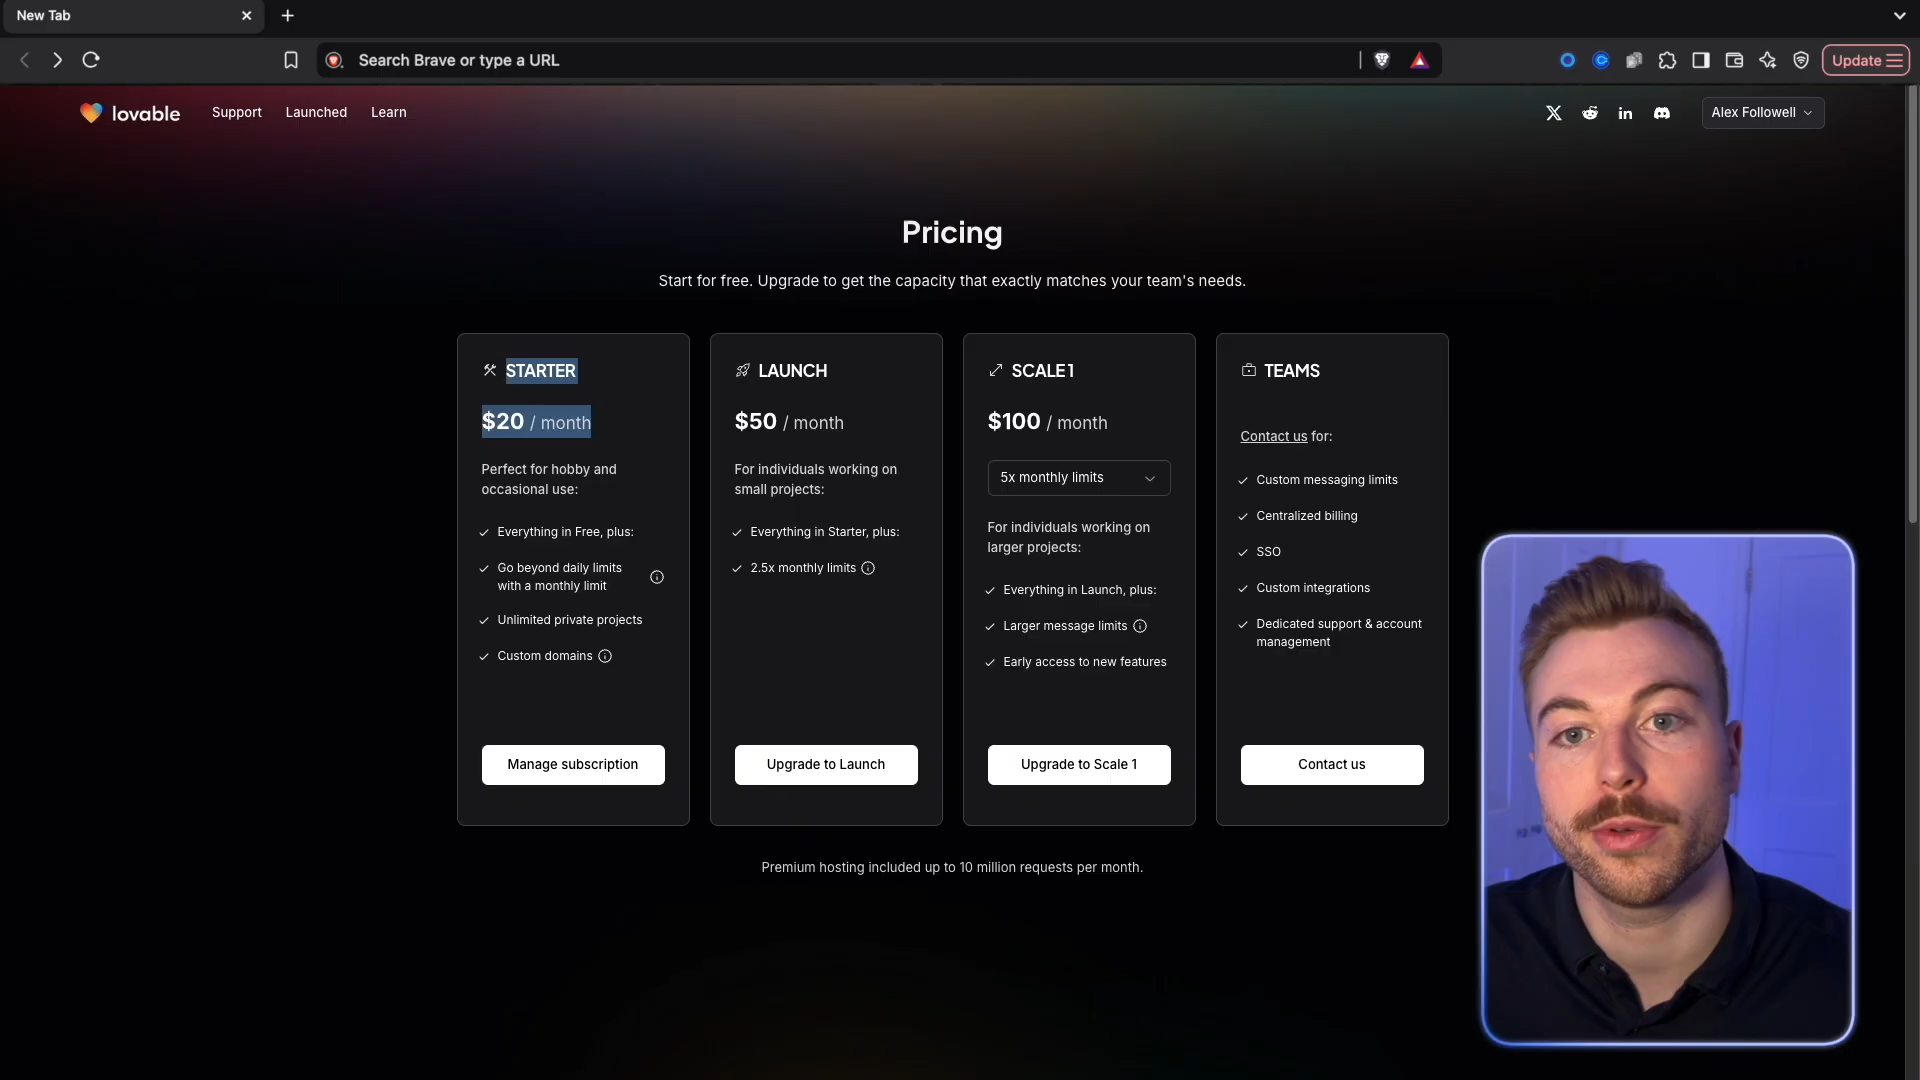 New Tab
Search Brave or type a URL
Update
lovable
Support
Launched
Learn
in
Alex Followell
Pricing
Start for free. Upgrade to get the capacity that exactly matches your team's needs.
STARTER
$20 / month
Perfect for hobby and
occasional use:
Everything in Free, plus:
Go beyond daily limits
with a monthly limit
Unlimited private projects
Custom domains
Manage subscription
LAUNCH
$50 / month
For individuals working on
small projects:
Everything in Starter, plus:
2.5x monthly limits
Upgrade to Launch
SCALE 1
$100 / month
5x monthly limits
For individuals working on
larger projects:
Everything in Launch, plus:
Larger message limits
Early access to new features
Upgrade to Scale 1
TEAMS
Contact us for:
Custom messaging limits
Centralized billing
SSO
Custom integrations
Dedicated support & account
management
Contact us
Premium hosting included up to 10 million requests per month.